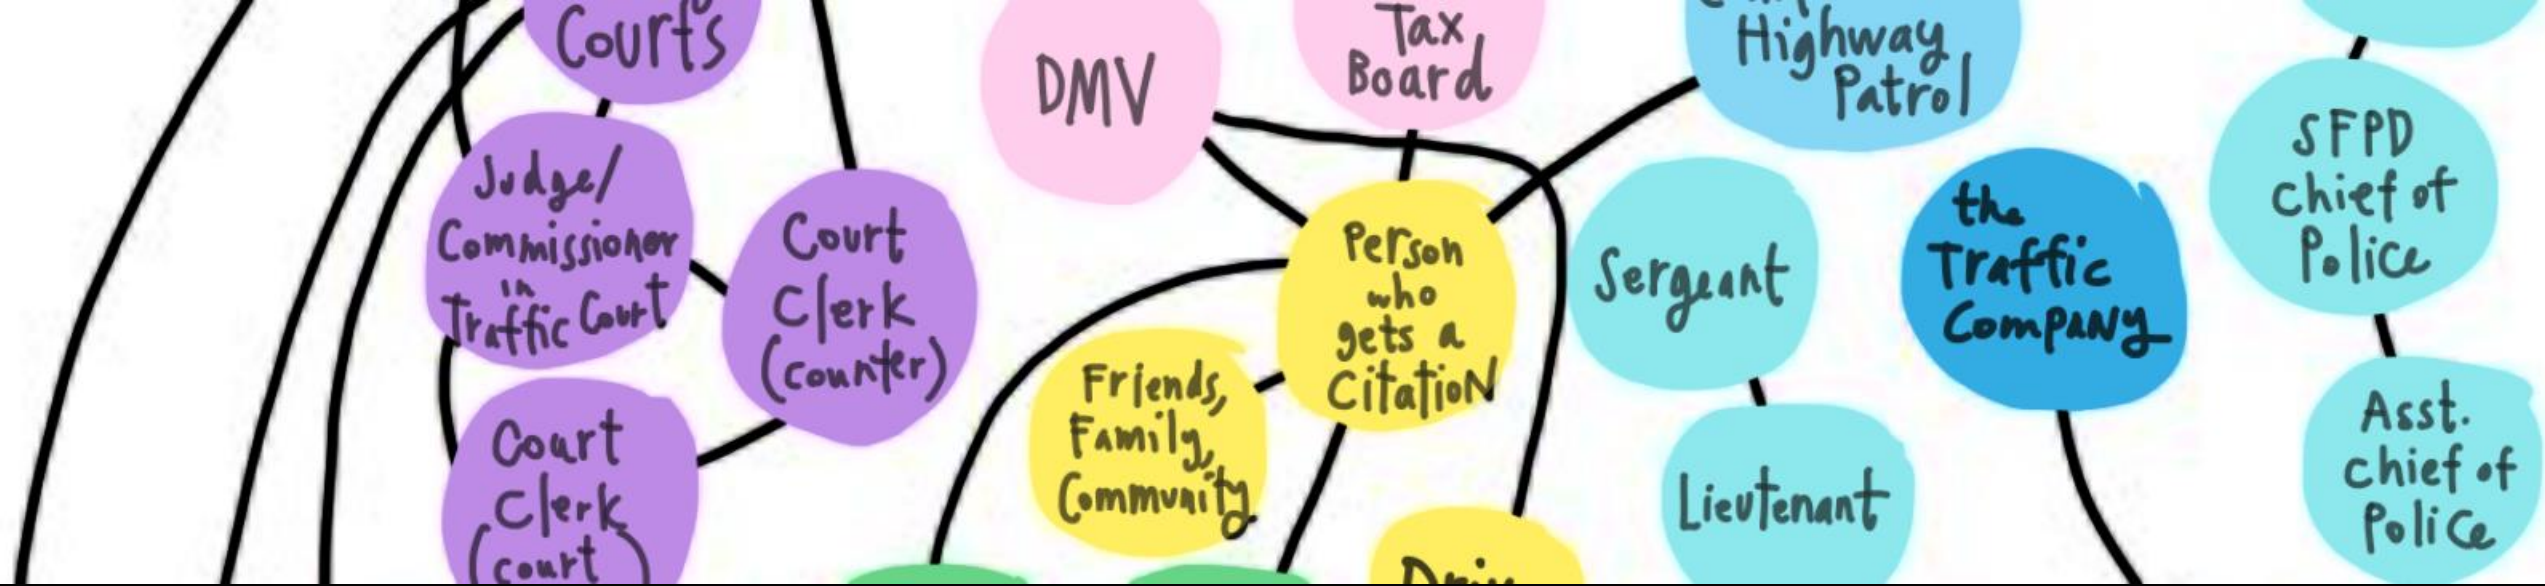 Courts
DMV
Tax
Board
Highway
Patrol
SFPD
chief of
Police
Judge/
Commissioner
in
Traffic Court
Court
Clerk
(counter)
Person
who
gets a
CitatioN
Sergeant
the
Traffic
COMPANY
Friends,
Family,
Community
Court
Clerk
(court)
Lieutenant
Asst.
chief of
Police